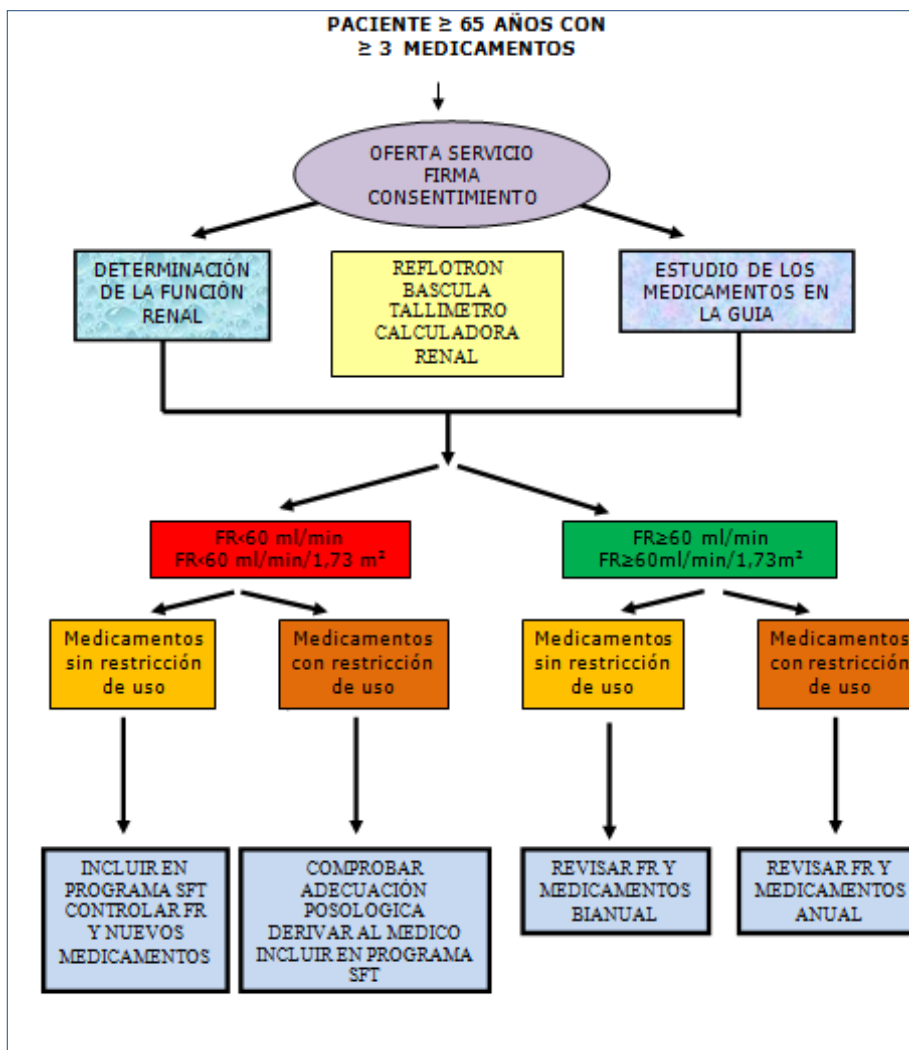 PACIENTE ≥ 65 AÑOS CON
≥ 3 MEDICAMENTOS
OFERTA SERVICIO
FIRMA
CONSENTIMIENTO
DETERMINACIÓN
DE LA FUNCIÓN
RENAL
REFLOTRON
BASCULA
TALLIMETRO
CALCULADORA
RENAL
ESTUDIO DE LOS
MEDICAMENTOS EN
LA GUIA
FR<60 ml/min
FR<60 ml/min/1,73 m²
FR≥60 ml/min
FR≥60ml/min/1,73m²
Medicamentos
sin restricción
de uso
Medicamentos
con restricción
de uso
Medicamentos
sin restricción
de uso
Medicamentos
con restricción
de uso
INCLUIR EN
PROGRAMA SFT
CONTROLAR FR
Y NUEVOS
MEDICAMENTOS
COMPROBAR
ADECUACIÓN
POSOLOGICA
DERIVAR AL MEDICO
INCLUIR EN PROGRAMA
SFT
REVISAR FR Y
MEDICAMENTOS
BIANUAL
REVISAR FR Y
MEDICAMENTOS
ANUAL